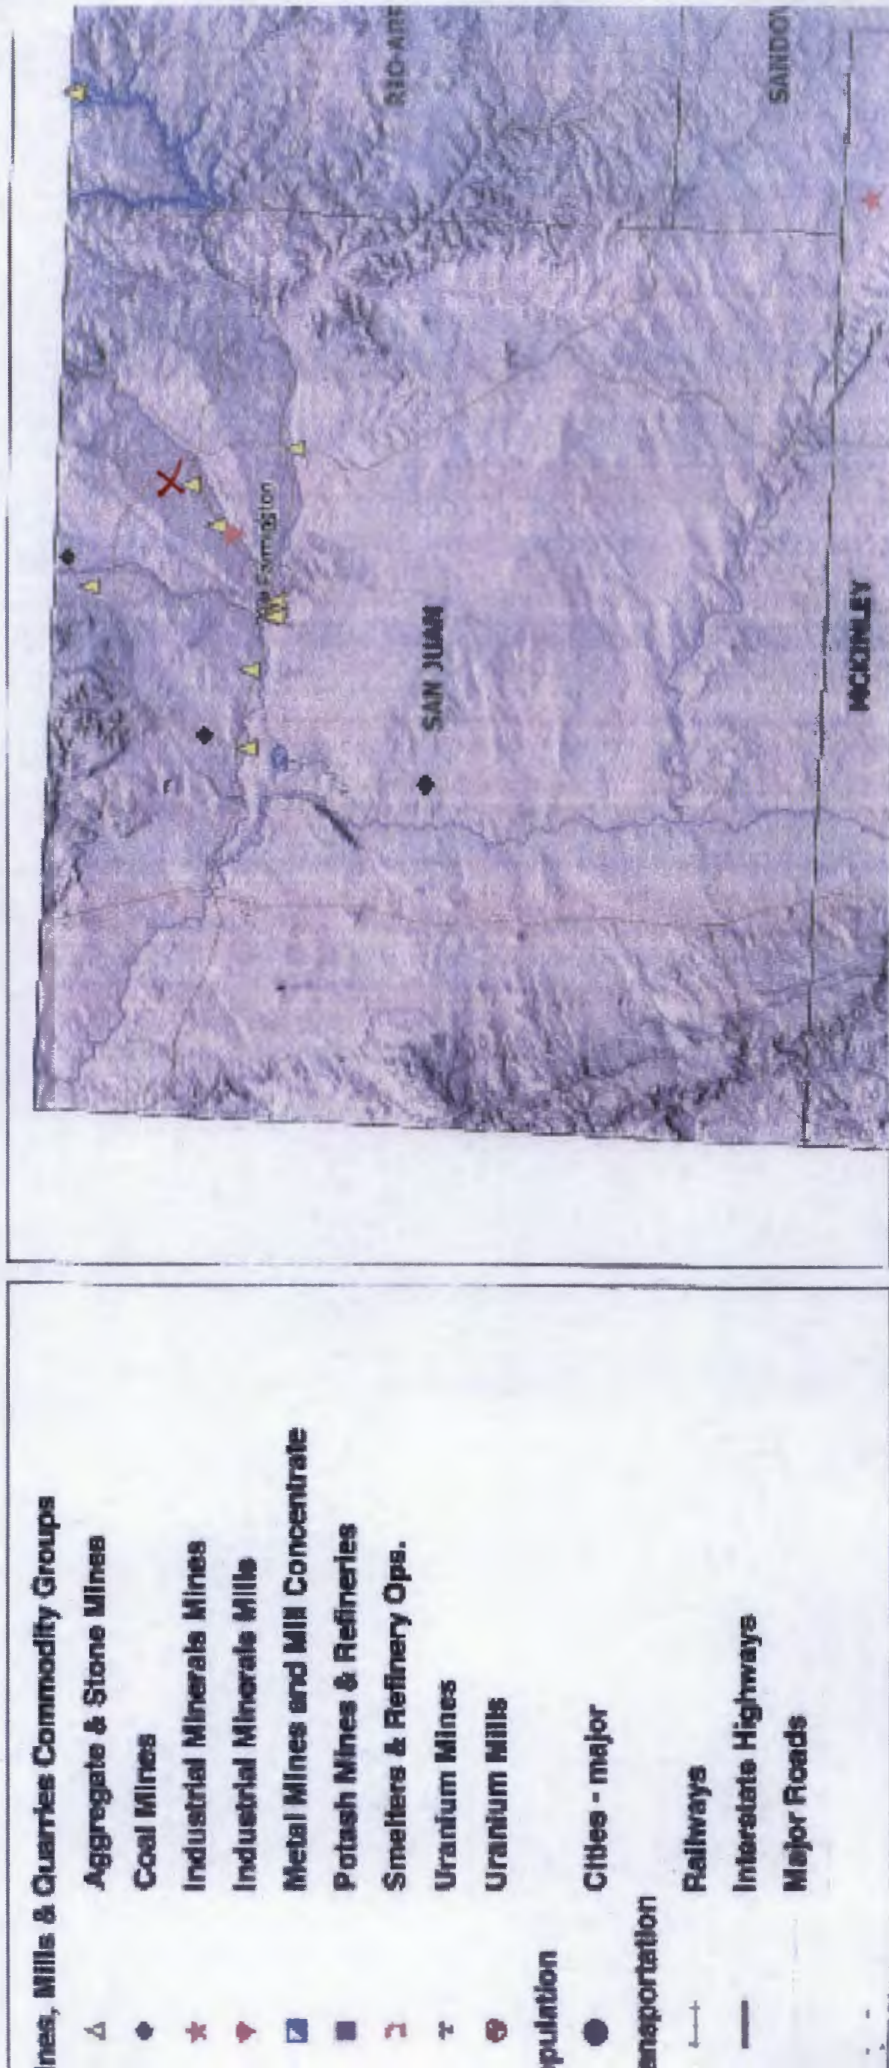 RIO ARR
SANDOV
Farmington
SAN JUAN
MCKINLEY
ines, Mills & Quarries Commodity Groups
Aggregate & Stone Mines
Coal Mines
Industrial Minerals Mines
Industrial Minerals Mills
Metal Mines and Mill Concentrate
Potash Mines & Refineries
Smelters & Refinery Ops.
Uranium Mines
Uranium Mills
opulation
Cities - major
ansportation
Railways
Interstate Highways
Major Roads